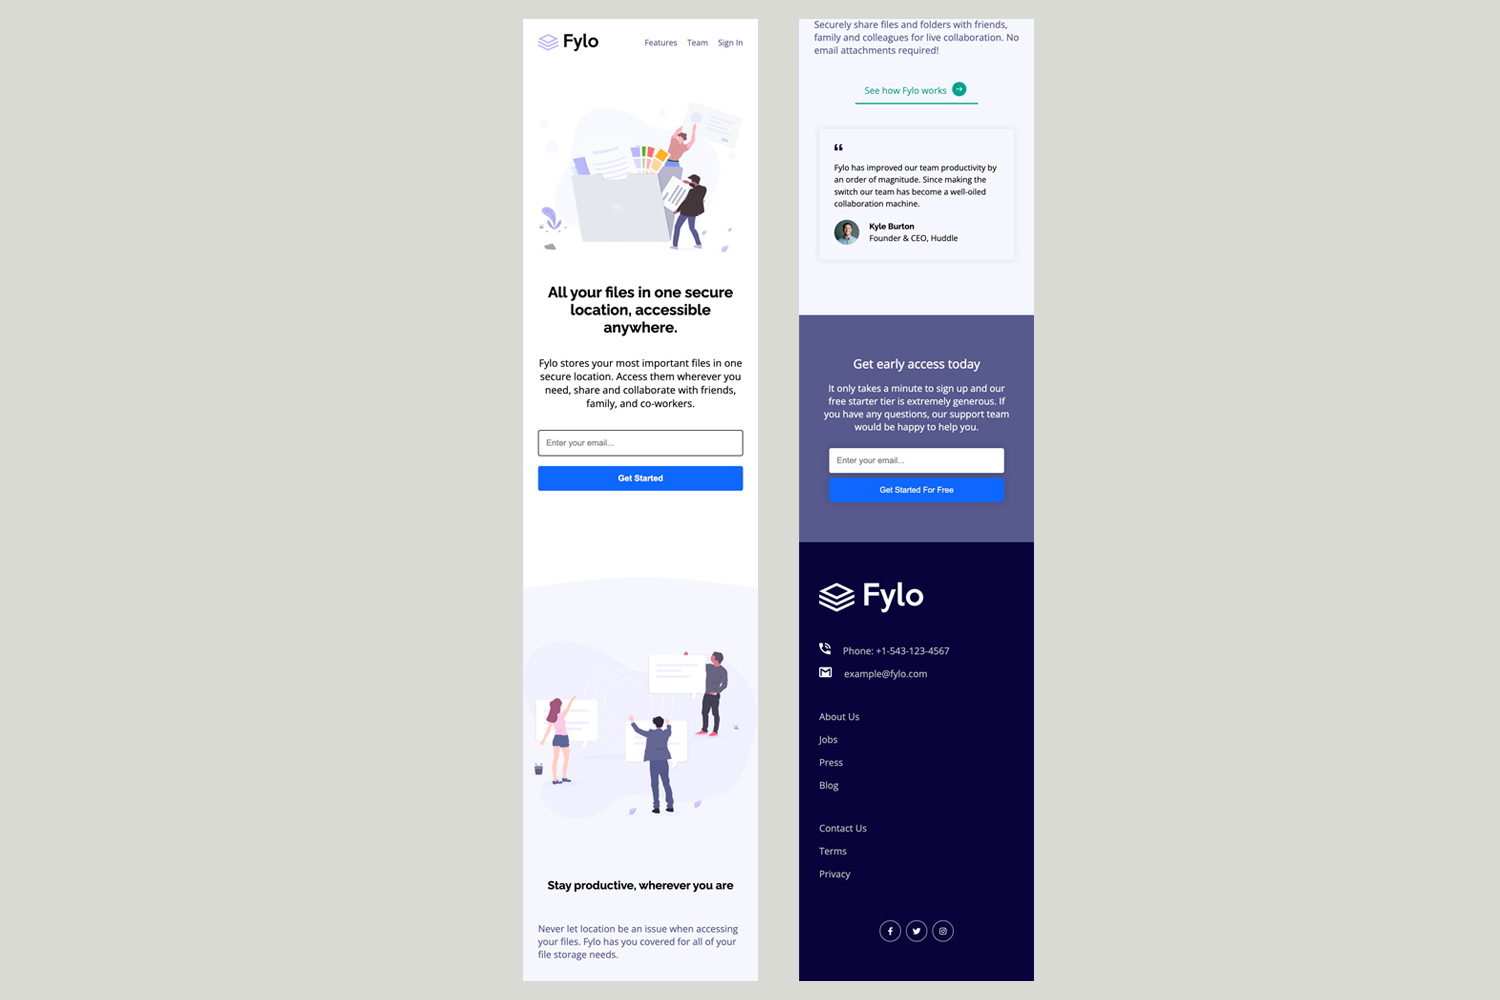 Fylo
Features Team Sign In
All your files in one secure
location, accessible
anywhere.
Fylo stores your most important files in one
secure location. Access them wherever you
need, share and collaborate with friends,
family, and co-workers.
Enter your email...
Get Started
Stay productive, wherever you are
Never let location be an issue when accessing
your files. Fylo has you covered for all of your
file storage needs.
Securely share files and folders with friends,
family and colleagues for live collaboration. No
email attachments required!
See how Fylo works
“
Fylo has improved our team productivity by
an order of magnitude. Since making the
switch our team has become a well-oiled
collaboration machine.
Kyle Burton
Founder & CEO, Huddle
Get early access today
It only takes a minute to sign up and our
free starter tier is extremely generous. If
you have any questions, our support team
would be happy to help you.
Enter your email...
Get Started For Free
Fylo
Phone: +1-543-123-4567
example@fylo.com
About Us
Jobs
Press
Blog
Contact Us
Terms
Privacy